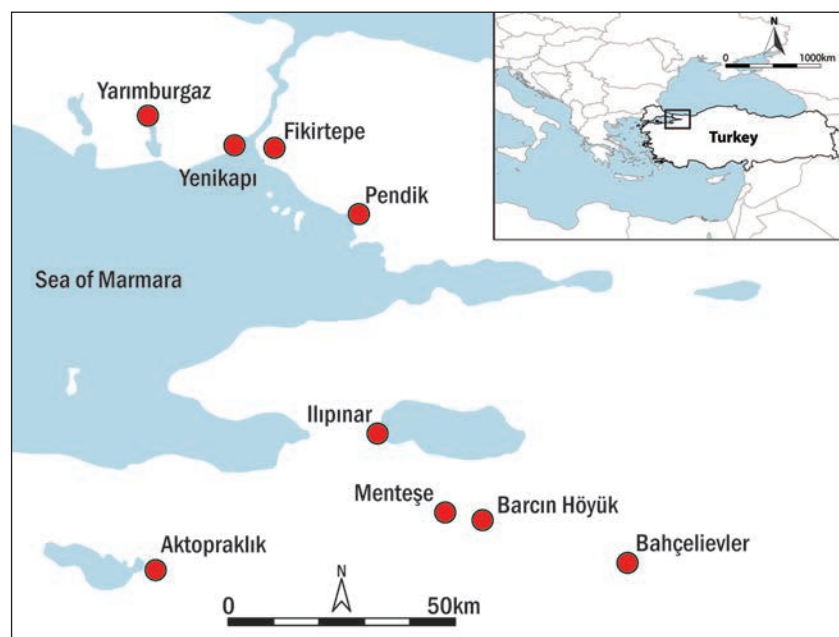 N
0 1000km
Turkey
Yarımburgaz
Fikirtepe
Yenikapı
Pendik
Sea of Marmara
Ilıpınar
Menteşe
Barcın Höyük
Bahçelievler
Aktopraklık
N
0 50km